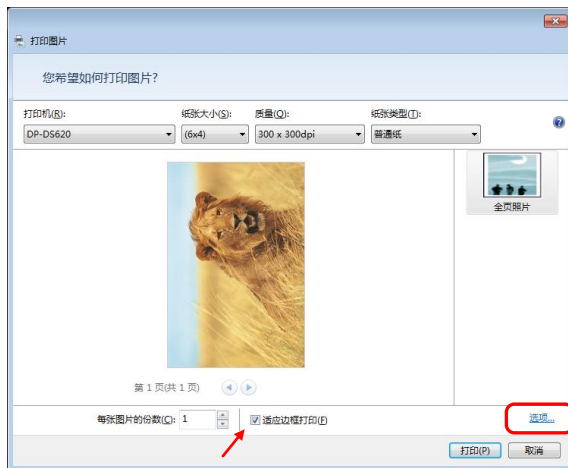 打印图片
您希望如何打印图片?
打印机(R): 纸张大小(S): 质量(Q): 纸张类型(T):
DP-DS620 (6x4) 300 x 300dpi 普通纸
全页照片
第 1 页(共 1 页)
每张图片的份数(C): 1 适应边框打印(F) 选项...
打印(P) 取消